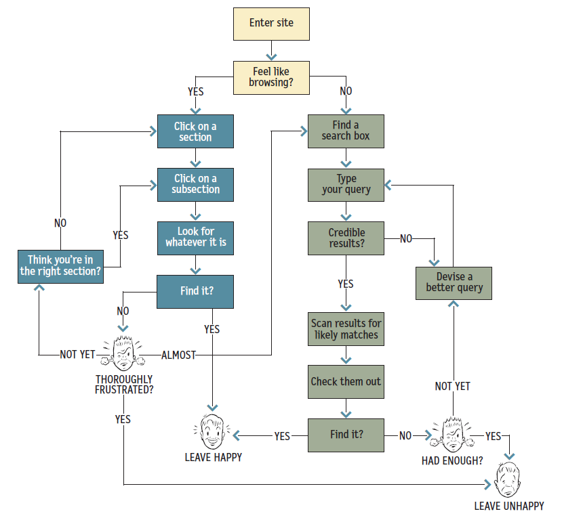 Enter site
Feel like
browsing?
YES
NO
Click on a
section
Find a
search box
Click on a
subsection
Type
your query
NO
YES
Look for
whatever it is
Credible
results?
NO
Think you're in
the right section?
Find it?
Devise a
better query
NO
YES
YES
Scan results for
likely matches
NOT YET
ALMOST
THOROUGHLY
FRUSTRATED?
Check them out
NOT YET
YES
Find it?
YES
NO
YES
LEAVE HAPPY
HAD ENOUGH?
LEAVE UNHAPPY